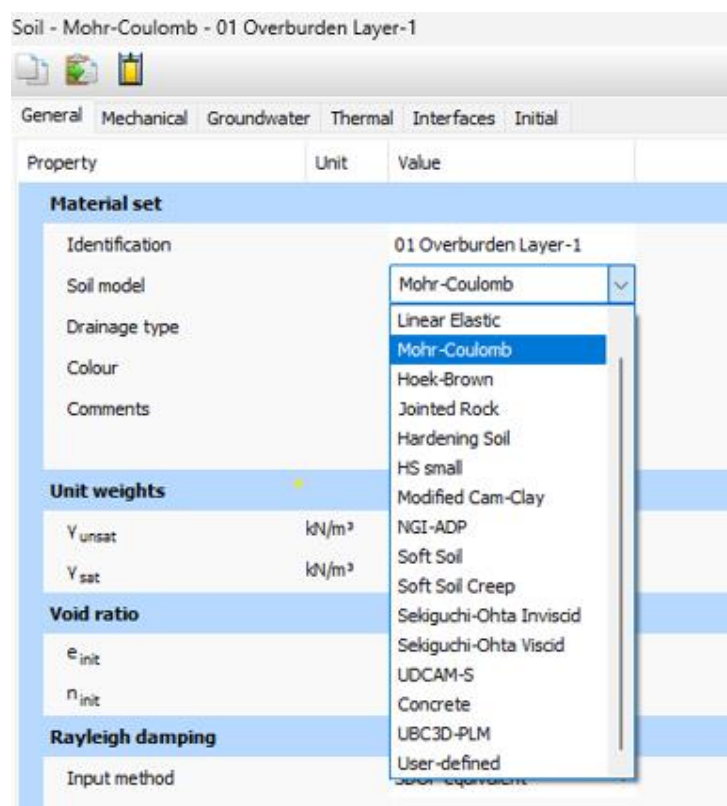 Soil - Mohr-Coulomb - 01 Overburden Layer-1
General Mechanical Groundwater Thermal Interfaces Initial
Property Unit Value
Material set
Identification 01 Overburden Layer-1
Soil model Mohr-Coulomb
Drainage type
Colour
Comments
Linear Elastic
Mohr-Coulomb
Hoek-Brown
Jointed Rock
Hardening Soil
HS small
Modified Cam-Clay
NGI-ADP
Soft Soil
Soft Soil Creep
Sekiguchi-Ohta Inviscid
Sekiguchi-Ohta Viscid
UDCAM-S
Concrete
UBC3D-PLM
User-defined
Unit weights
γ unsat kN/m³
γ sat kN/m³
Void ratio
e init
n init
Rayleigh damping
Input method